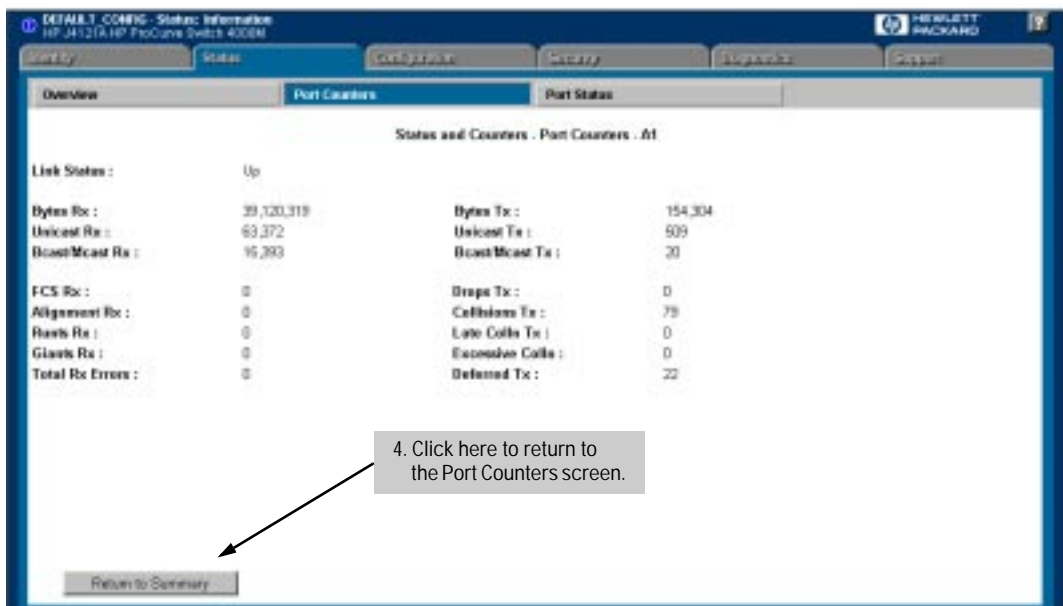 DEFAULT_CONFIG - Status: Information
HP J4121A HP ProCurve Switch 4000M
HEWLETT PACKARD
?
Identity Status Configuration Security Diagnostics Support
Overview Port Counters Port Status
Status and Counters - Port Counters - A1
Link Status : Up
Bytes Rx : 39,120,319 Bytes Tx : 154,304
Unicast Rx : 63,372 Unicast Tx : 509
Bcast/Mcast Rx : 16,393 Bcast/Mcast Tx : 20
FCS Rx : 0 Drops Tx : 0
Alignment Rx : 0 Collisions Tx : 79
Runts Rx : 0 Late Colln Tx : 0
Giants Rx : 0 Excessive Colln : 0
Total Rx Errors : 0 Deferred Tx : 22
4. Click here to return to
the Port Counters screen.
Return to Summary